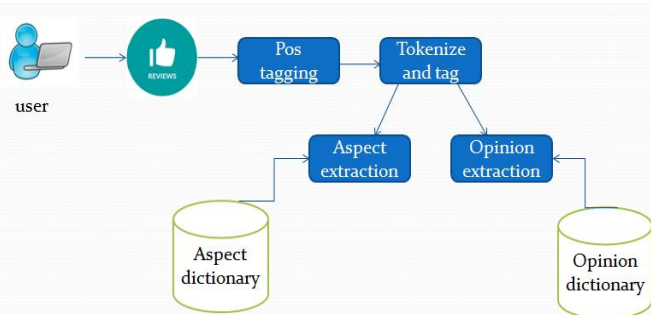 user
REVIEWS
Pos
tagging
Tokenize
and tag
Aspect
extraction
Opinion
extraction
Aspect
dictionary
Opinion
dictionary